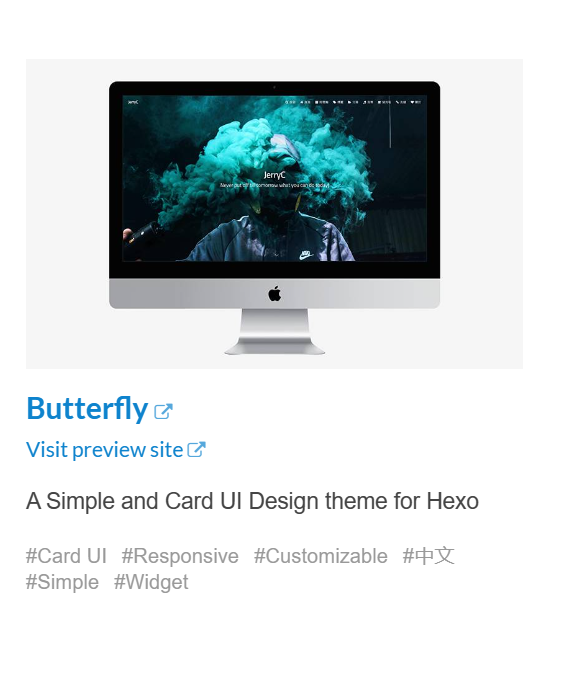 JerryC
JerryC
Never put off till tomorrow what you can do today
Butterfly
Visit preview site
A Simple and Card UI Design theme for Hexo
#Card UI #Responsive #Customizable #中文
#Simple #Widget